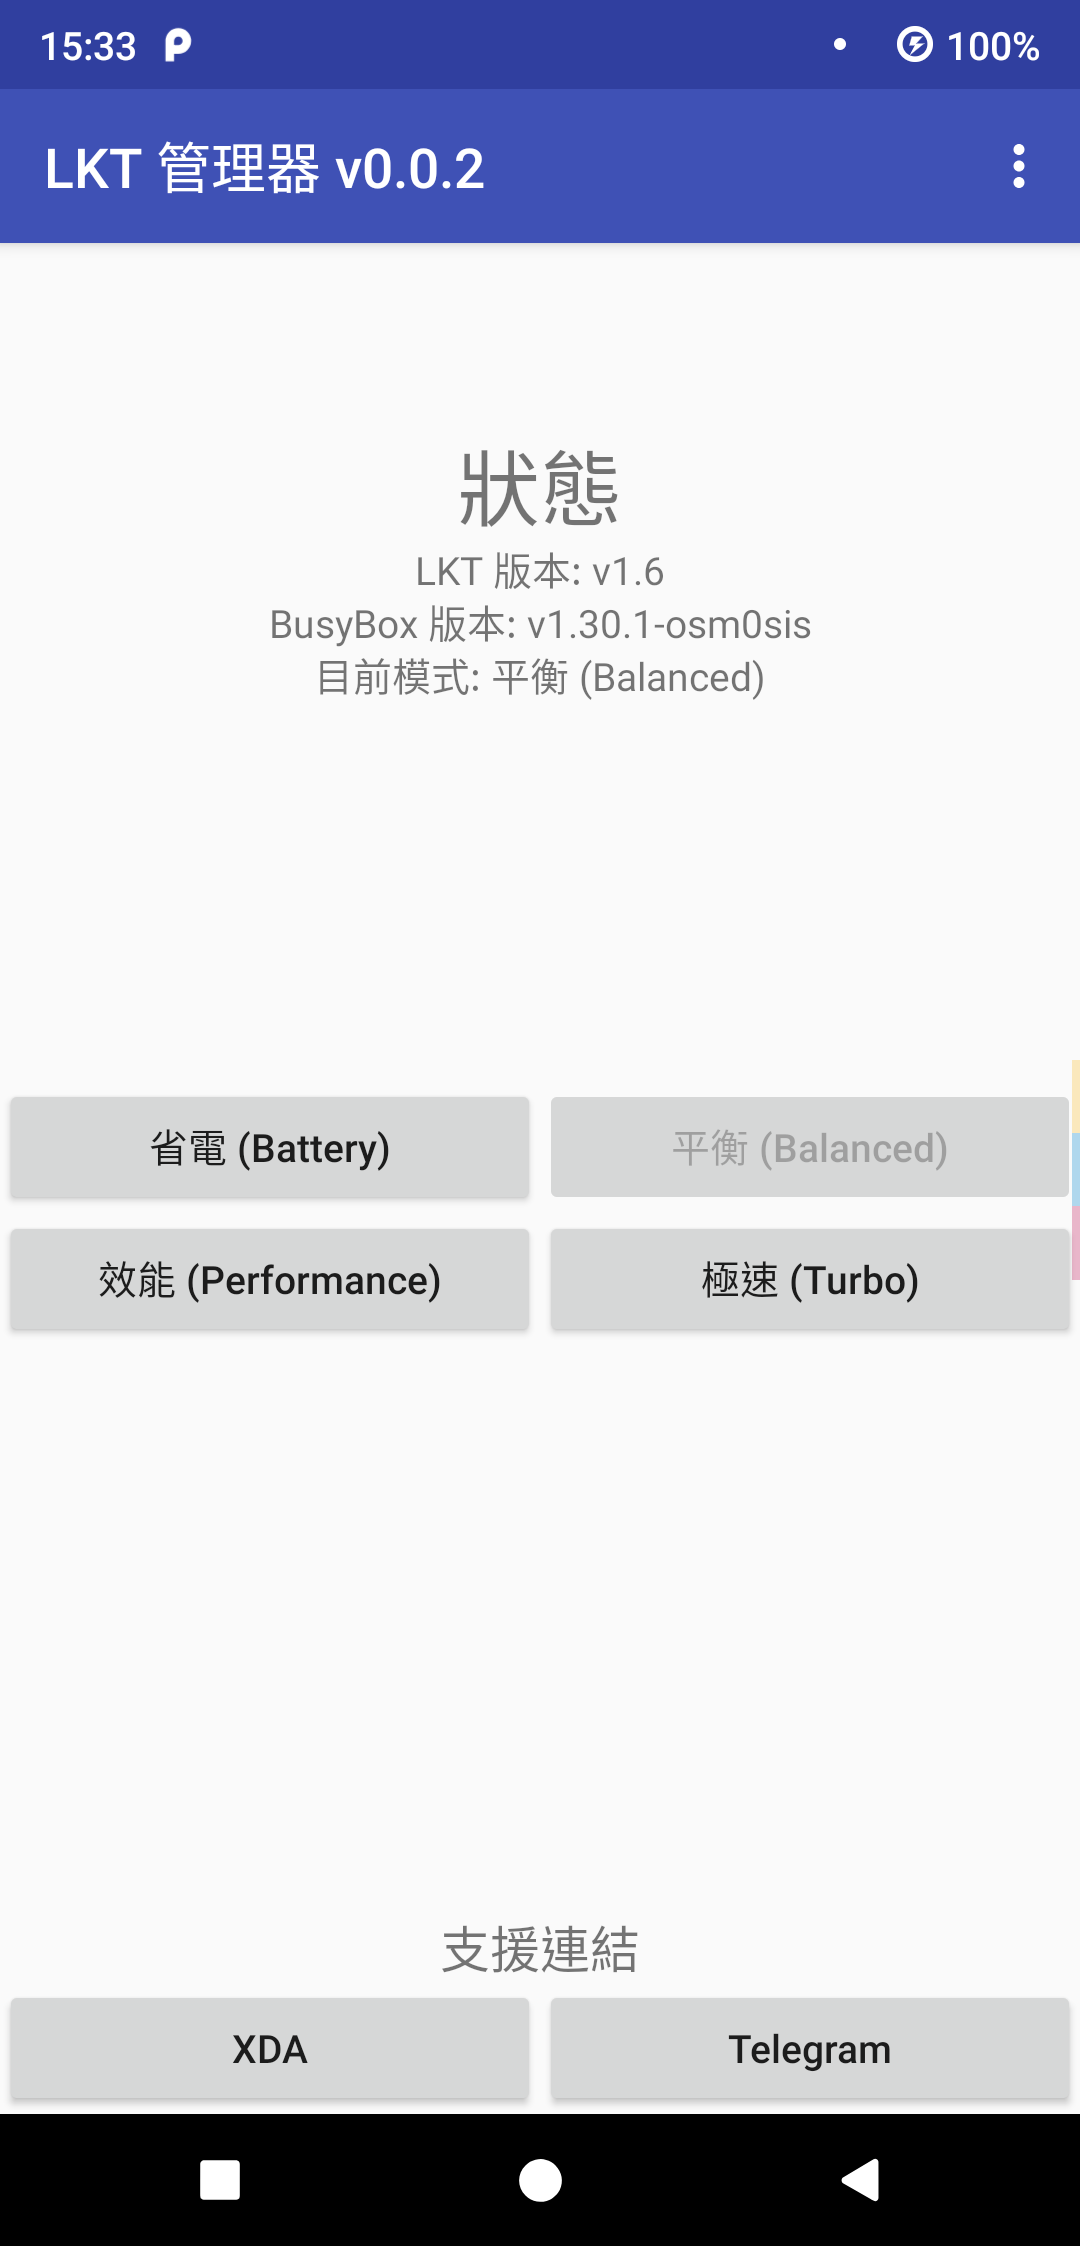 15:33
100%
LKT 管理器 v0.0.2
狀態
LKT 版本: v1.6
BusyBox 版本: v1.30.1-osm0sis
目前模式: 平衡 (Balanced)
省電 (Battery)
平衡 (Balanced)
效能 (Performance)
極速 (Turbo)
支援連結
XDA
Telegram